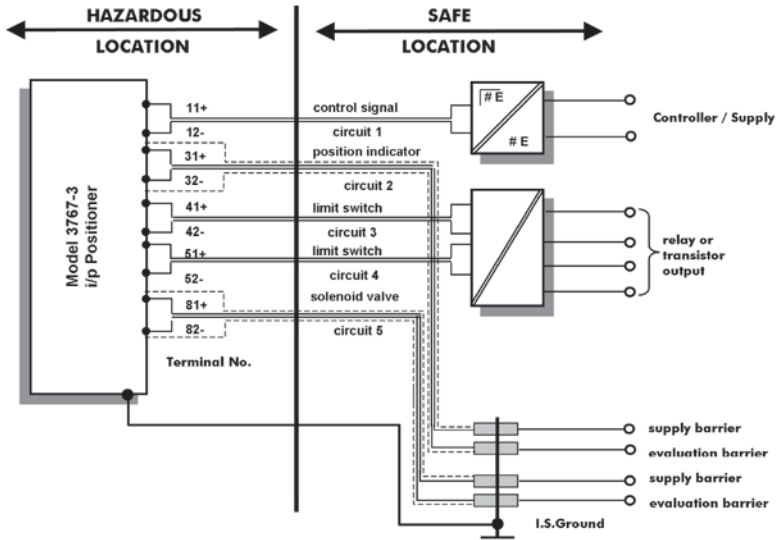 HAZARDOUS
LOCATION
SAFE
LOCATION
Model 3767-3
i/p Positioner
11+
12-
31+
32-
41+
42-
51+
52-
81+
82-
Terminal No.
control signal
circuit 1
position indicator
circuit 2
limit switch
circuit 3
limit switch
circuit 4
solenoid valve
circuit 5
# E
# E
Controller / Supply
relay or
transistor
output
supply barrier
evaluation barrier
supply barrier
evaluation barrier
I.S.Ground